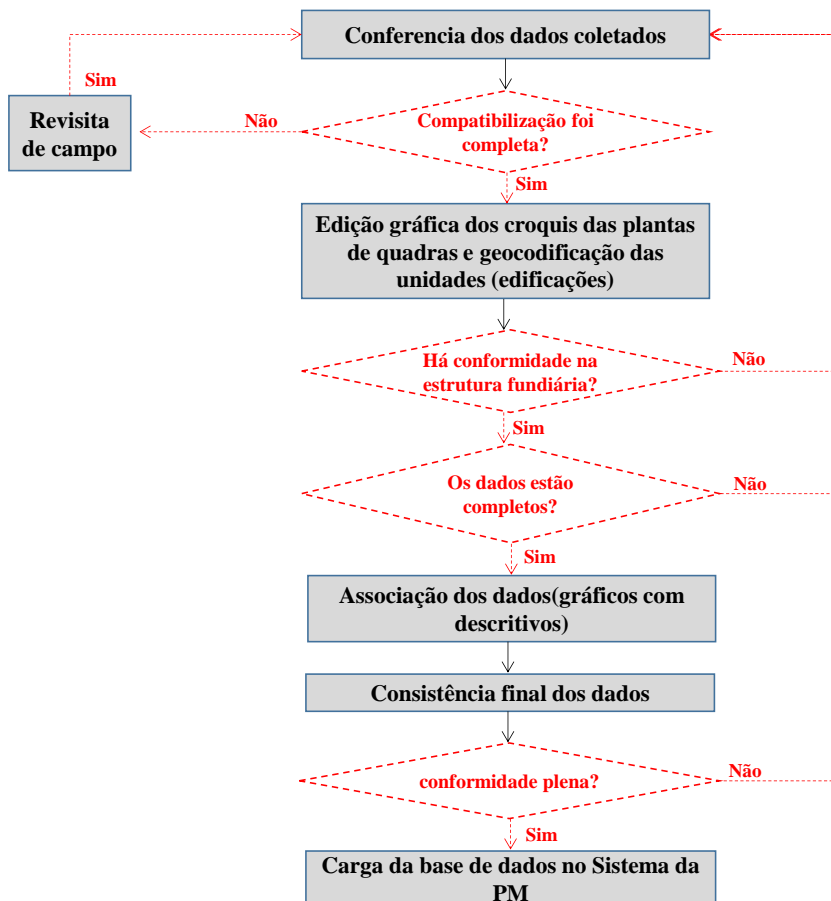 Conferencia dos dados coletados
Sim
Revisita
de campo
Não
Compatibilização foi
completa?
Sim
Edição gráfica dos croquis das plantas
de quadras e geocodificação das
unidades (edificações)
Há conformidade na
estrutura fundiária?
Não
Sim
Os dados estão
completos?
Não
Sim
Associação dos dados(gráficos com
descritivos)
Consistência final dos dados
conformidade plena?
Não
Sim
Carga da base de dados no Sistema da
PM